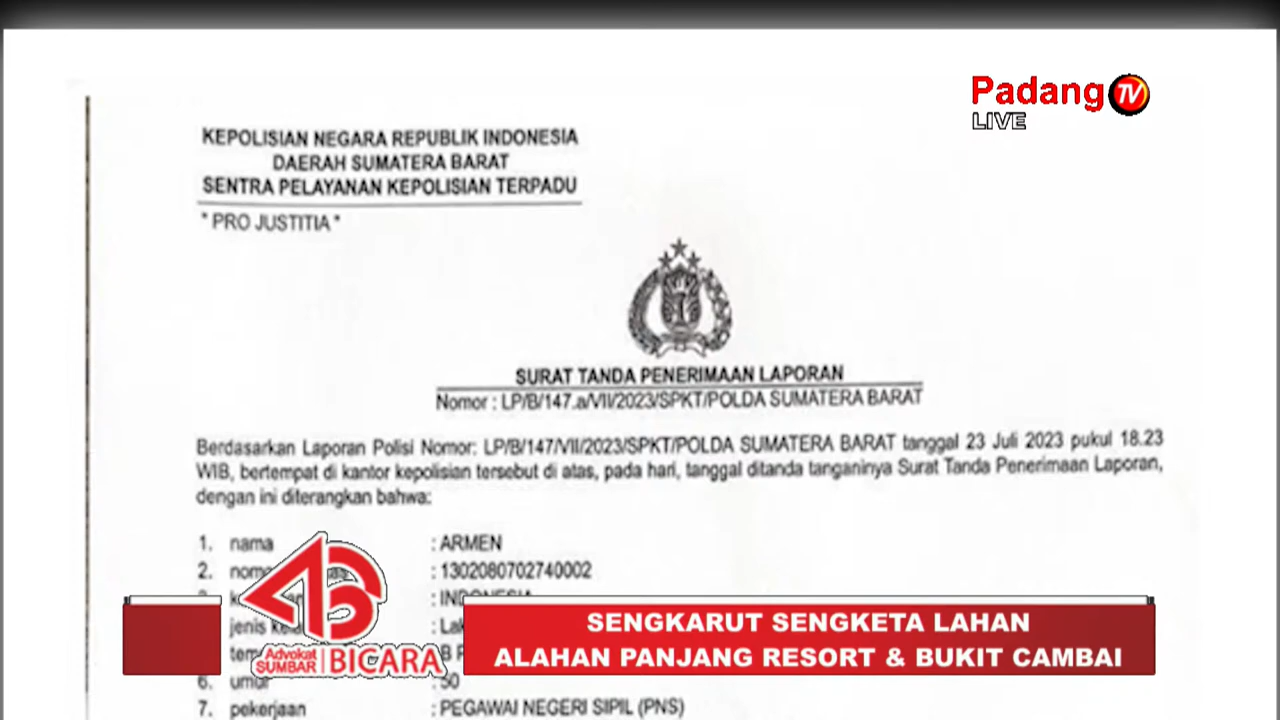 Padang TV
LIVE
KEPOLISIAN NEGARA REPUBLIK INDONESIA
DAERAH SUMATERA BARAT
SENTRA PELAYANAN KEPOLISIAN TERPADU
" PRO JUSTITIA "
SURAT TANDA PENERIMAAN LAPORAN
Nomor : LP/B/147.a/VII/2023/SPKT/POLDA SUMATERA BARAT
Berdasarkan Laporan Polisi Nomor: LP/B/147/VII/2023/SPKT/POLDA SUMATERA BARAT tanggal 23 Juli 2023 pukul 18.23
WIB, bertempat di kantor kepolisian tersebut di atas, pada hari, tanggal ditanda tanganinya Surat Tanda Penerimaan Laporan,
dengan ini diterangkan bahwa:
1. nama : ARMEN
2. : 1302080702740002
jenis
6. umur : 50
7. pekerjaan : PEGAWAI NEGERI SIPIL (PNS)
Advokat
SUMBAR | BICARA
SENGKARUT SENGKETA LAHAN
ALAHAN PANJANG RESORT & BUKIT CAMBAI